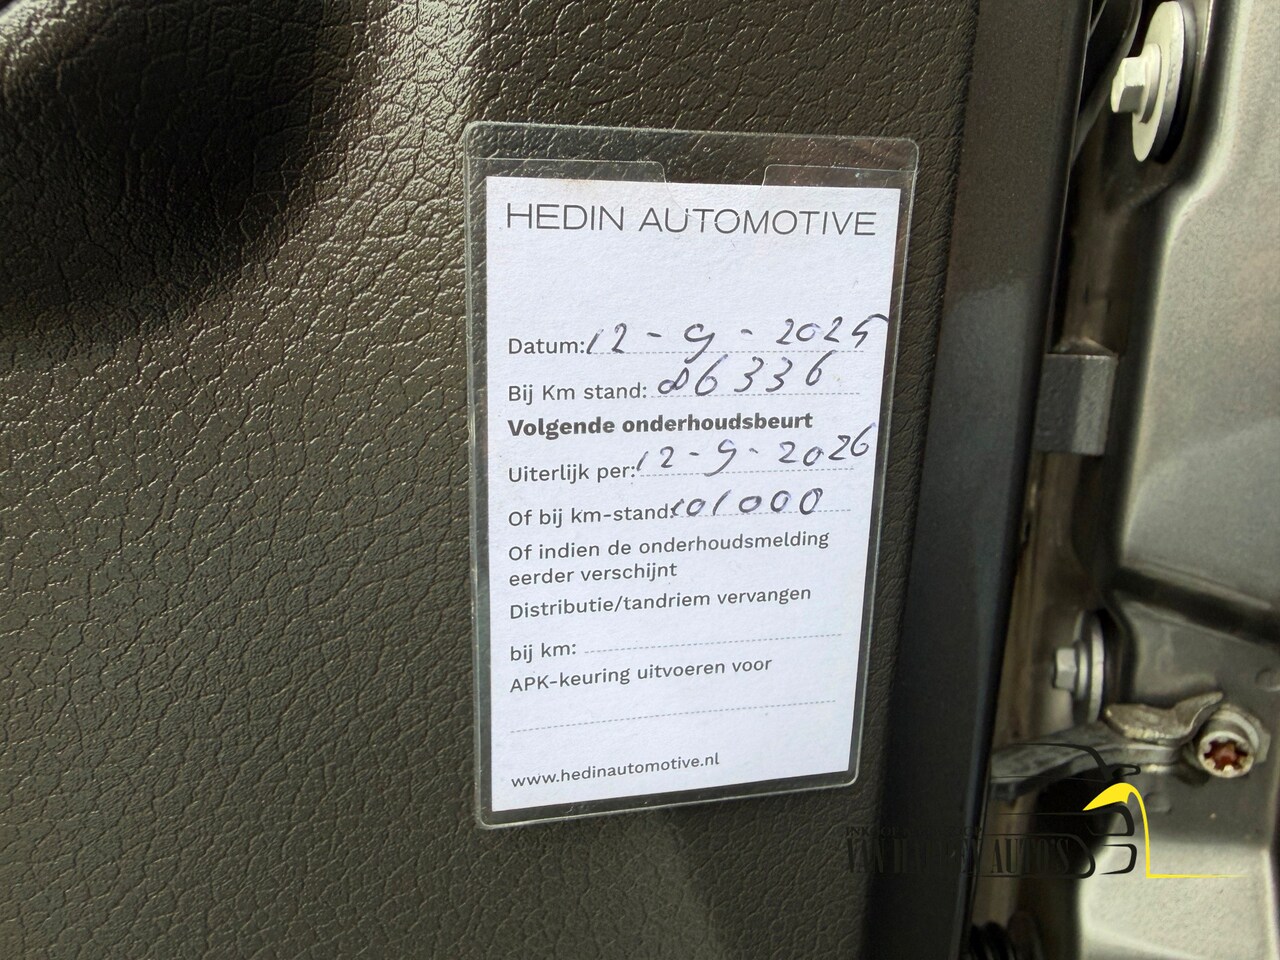 HEDIN AUTOMOTIVE
Datum: 12 - 9 - 2025
Bij Km stand: 86336
Volgende onderhoudsbeurt
Uiterlijk per: 12 - 9 - 2026
Of bij km-stand: 101000
Of indien de onderhoudsmelding
eerder verschijnt
Distributie/tandriem vervangen
bij km:
APK-keuring uitvoeren voor
www.hedinautomotive.nl